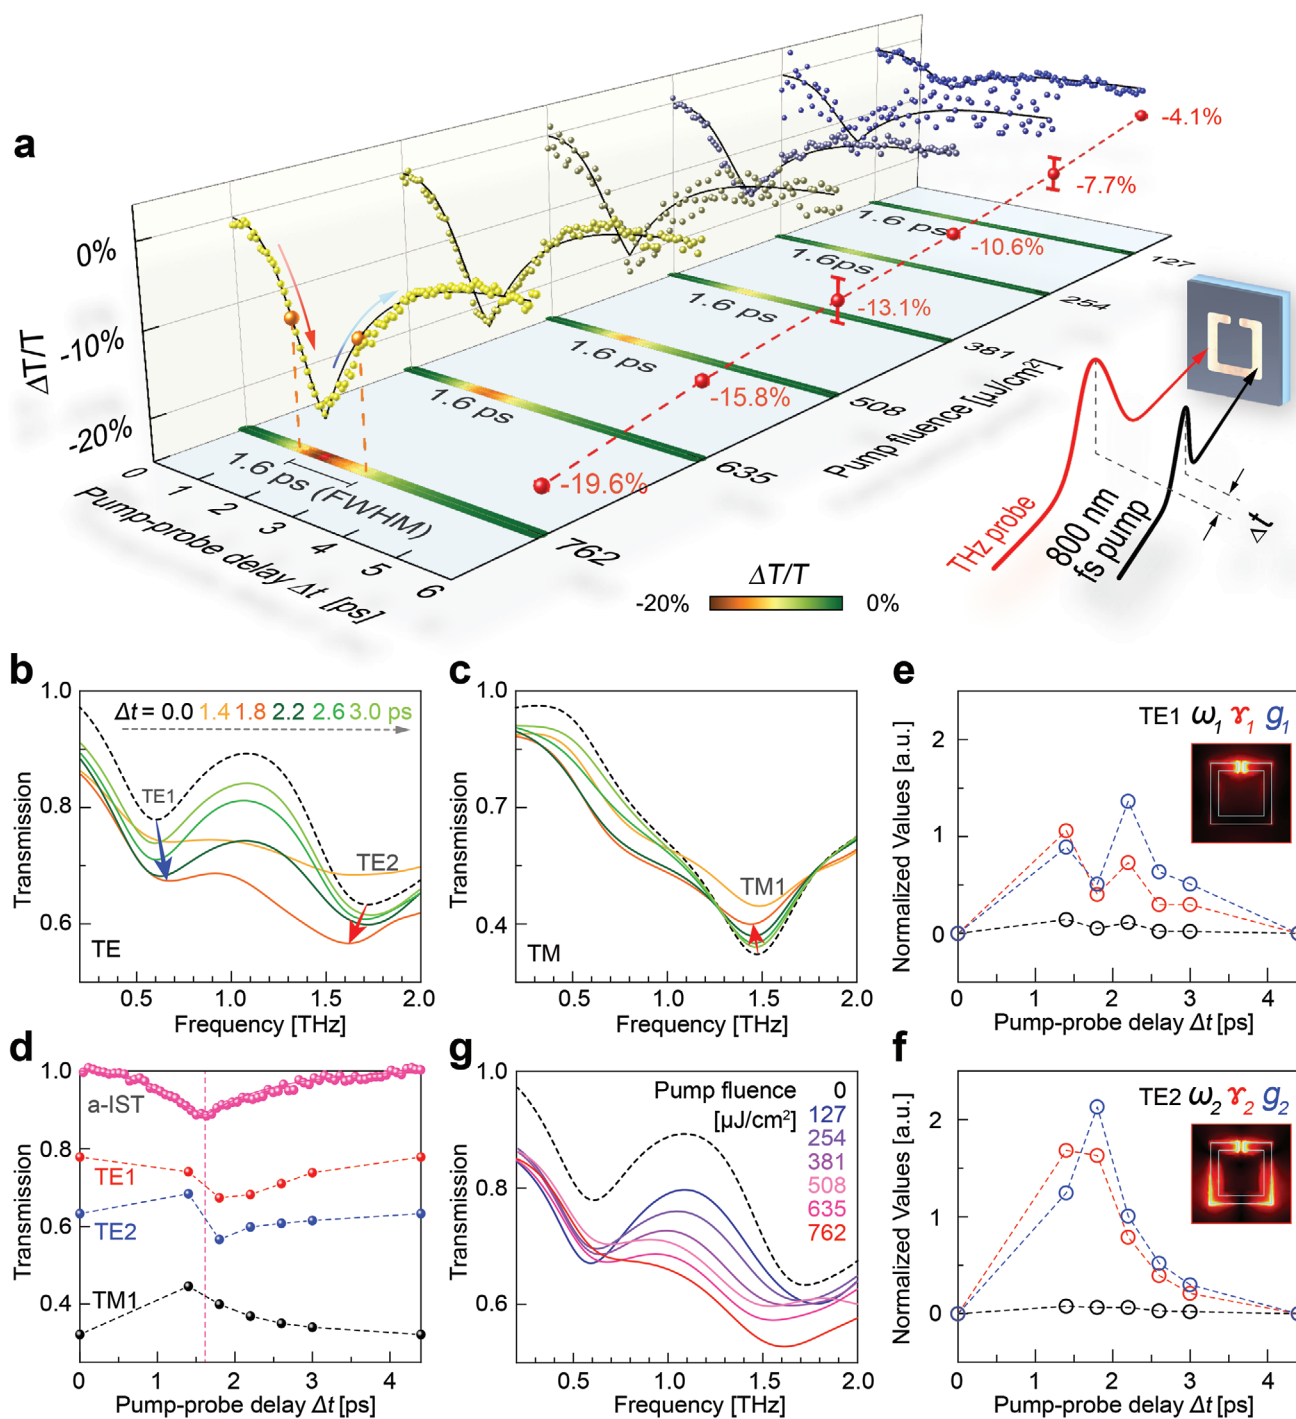 a
0%
-10%
-20%
ΔT/T
0
1
2
3
4
5
6
Pump-probe delay Δt [ps]
1.6 ps (FWHM)
1.6 ps
1.6 ps
1.6 ps
1.6ps
1.6 ps
-19.6%
-15.8%
-13.1%
-10.6%
-7.7%
-4.1%
762
635
508
381
254
127
Pump fluence [μJ/cm²]
THz probe
800 nm
fs pump
Δt
ΔT/T
-20% 0%
b
1.0
0.8
0.6
Transmission
Δt = 0.0 1.4 1.8 2.2 2.6 3.0 ps
TE1
TE2
TE
0.5 1.0 1.5 2.0
Frequency [THz]
c
1.0
0.7
0.4
Transmission
TM1
TM
0.5 1.0 1.5 2.0
Frequency [THz]
e
2
1
0
Normalized Values [a.u.]
TE1 ω₁ γ₁ g₁
0 1 2 3 4
Pump-probe delay Δt [ps]
d
1.0
0.8
0.6
0.4
Transmission
a-IST
TE1
TE2
TM1
0 1 2 3 4
Pump-probe delay Δt [ps]
g
1.0
0.8
0.6
Transmission
Pump fluence 0
[μJ/cm²] 127
254
381
508
635
762
0.5 1.0 1.5 2.0
Frequency [THz]
f
2
1
0
Normalized Values [a.u.]
TE2 ω₂ γ₂ g₂
0 1 2 3 4
Pump-probe delay Δt [ps]